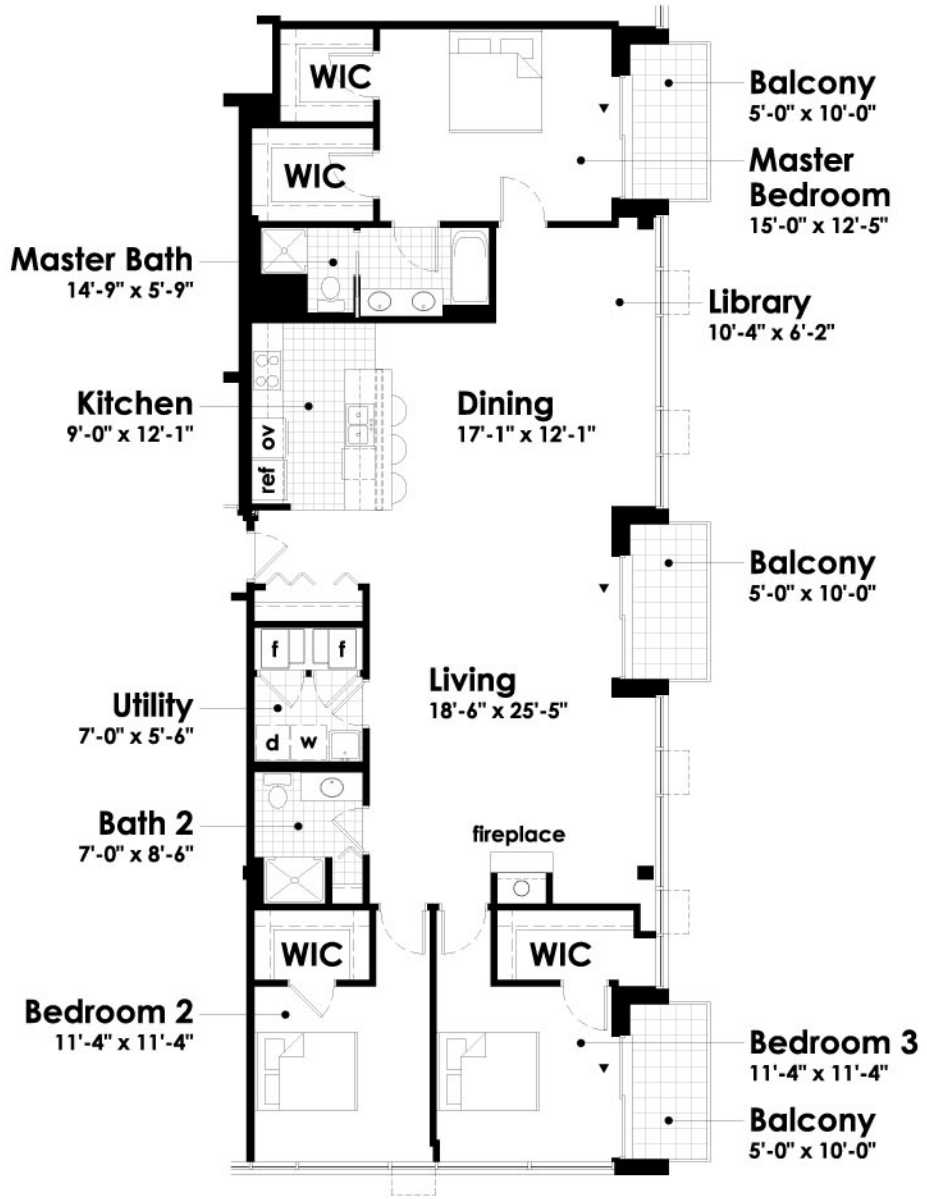 WIC
Balcony
5'-0" x 10'-0"
WIC
Master
Bedroom
15'-0" x 12'-5"
Master Bath
14'-9" x 5'-9"
Library
10'-4" x 6'-2"
Kitchen
9'-0" x 12'-1"
Dining
17'-1" x 12'-1"
ov
ref
Balcony
5'-0" x 10'-0"
f f
Living
18'-6" x 25'-5"
Utility
7'-0" x 5'-6"
d w
Bath 2
7'-0" x 8'-6"
fireplace
WIC
WIC
Bedroom 2
11'-4" x 11'-4"
Bedroom 3
11'-4" x 11'-4"
Balcony
5'-0" x 10'-0"